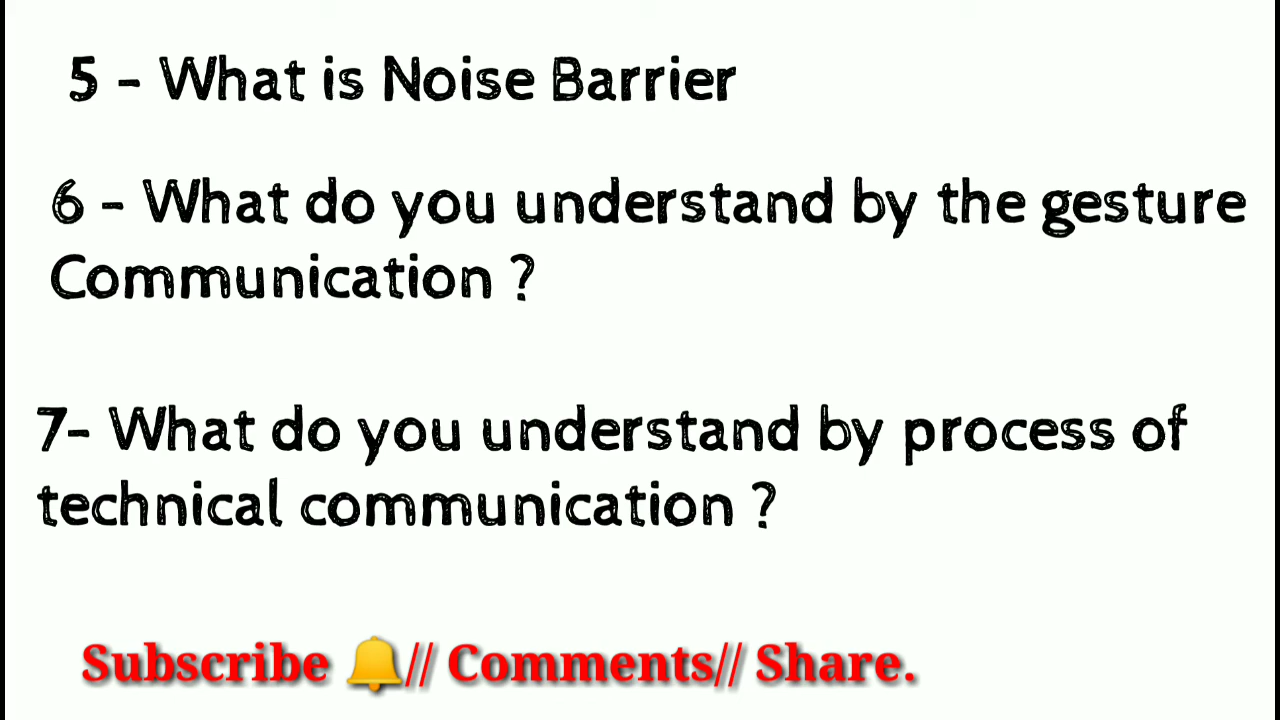 5 - What is Noise Barrier
6 - What do you understand by the gesture
Communication ?
7- What do you understand by process of
technical communication ?
Subscribe 🔔// Comments// Share.